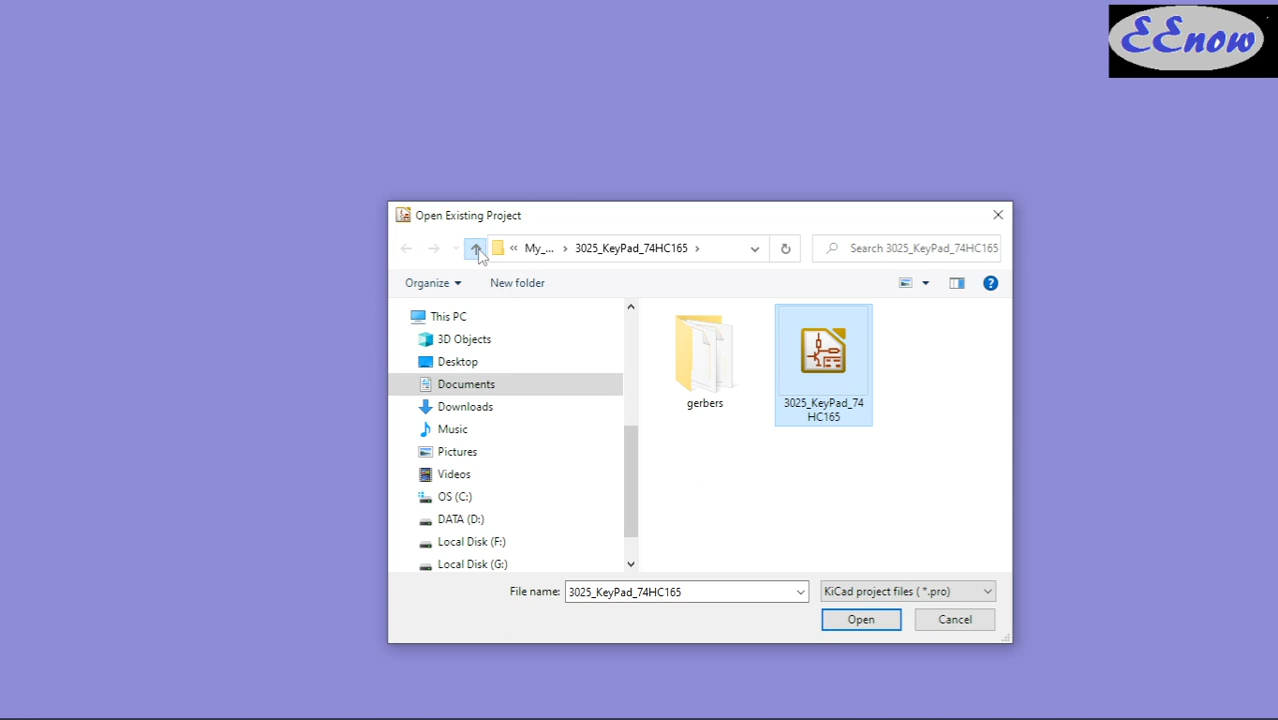 EEnow
Open Existing Project
« My_... › 3025_KeyPad_74HC165 ›
Search 3025_KeyPad_74HC165
Organize
New folder
?
This PC
3D Objects
Desktop
Documents
Downloads
Music
Pictures
Videos
OS (C:)
DATA (D:)
Local Disk (F:)
Local Disk (G:)
gerbers
3025_KeyPad_74
HC165
File name: 3025_KeyPad_74HC165
KiCad project files ( *.pro)
Open
Cancel